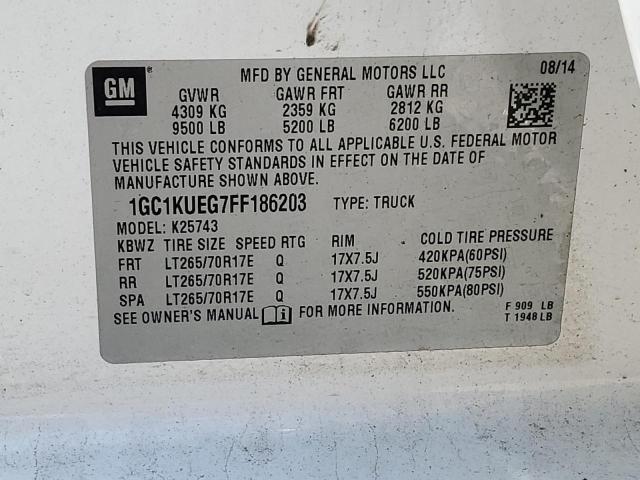 GM
MFD BY GENERAL MOTORS LLC 08/14
GVWR GAWR FRT GAWR RR
4309 KG 2359 KG 2812 KG
9500 LB 5200 LB 6200 LB
THIS VEHICLE CONFORMS TO ALL APPLICABLE U.S. FEDERAL MOTOR
VEHICLE SAFETY STANDARDS IN EFFECT ON THE DATE OF
MANUFACTURE SHOWN ABOVE.
1GC1KUEG7FF186203 TYPE: TRUCK
MODEL: K25743
KBWZ TIRE SIZE SPEED RTG RIM COLD TIRE PRESSURE
FRT LT265/70R17E Q 17X7.5J 420KPA(60PSI)
RR LT265/70R17E Q 17X7.5J 520KPA(75PSI)
SPA LT265/70R17E Q 17X7.5J 550KPA(80PSI)
SEE OWNER'S MANUAL i FOR MORE INFORMATION.
F 909 LB
T 1948 LB